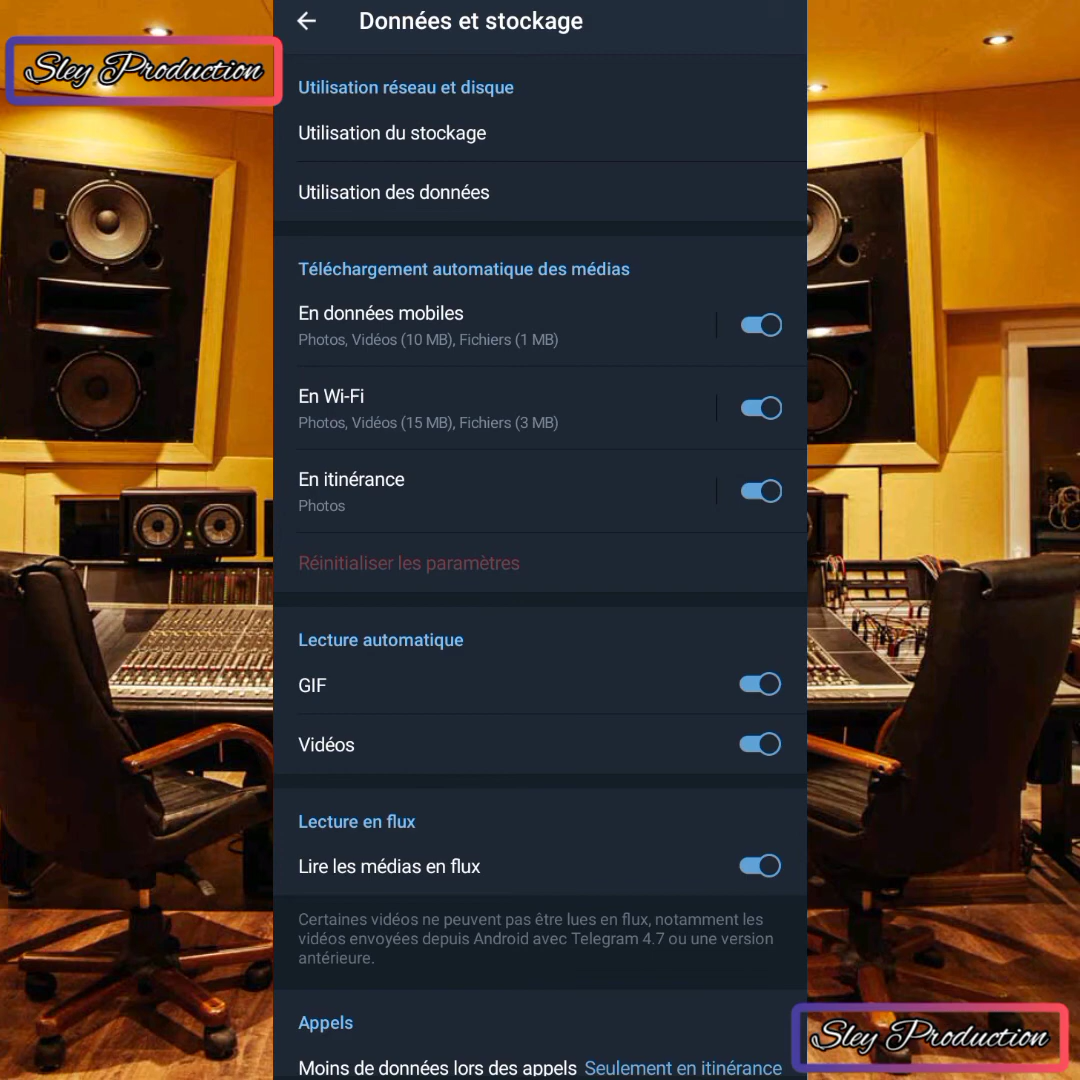 Données et stockage
Sley Production
Utilisation réseau et disque
Utilisation du stockage
Utilisation des données
Téléchargement automatique des médias
En données mobiles
Photos, Vidéos (10 MB), Fichiers (1 MB)
En Wi-Fi
Photos, Vidéos (15 MB), Fichiers (3 MB)
En itinérance
Photos
Réinitialiser les paramètres
Lecture automatique
GIF
Vidéos
Lecture en flux
Lire les médias en flux
Certaines vidéos ne peuvent pas être lues en flux, notamment les
vidéos envoyées depuis Android avec Telegram 4.7 ou une version
antérieure.
Appels
Sley Production
Moins de données lors des appels Seulement en itinérance